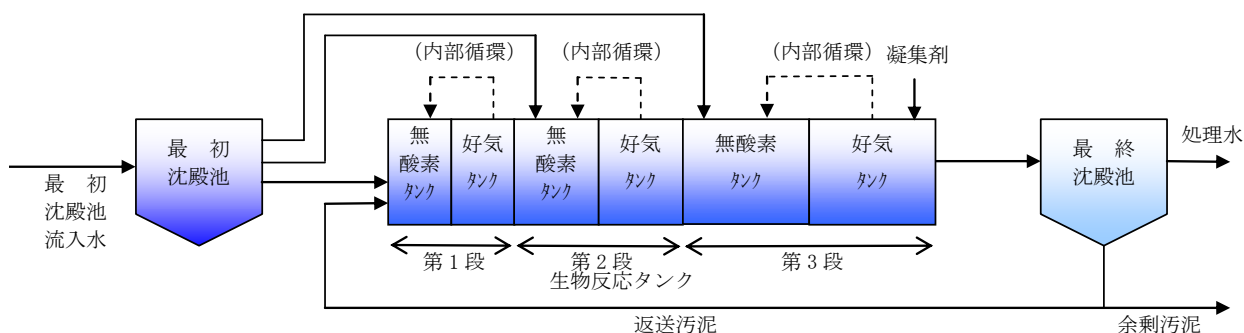 (内部循環)
(内部循環)
(内部循環)
凝集剤
最 初
沈殿池
無
酸素
タンク
好気
タンク
無
酸素
タンク
好気
タンク
無酸素
タンク
好気
タンク
最 終
沈殿池
処理水
最 初
沈殿池
流入水
第1段
第2段
第3段
生物反応タンク
返送汚泥
余剰汚泥